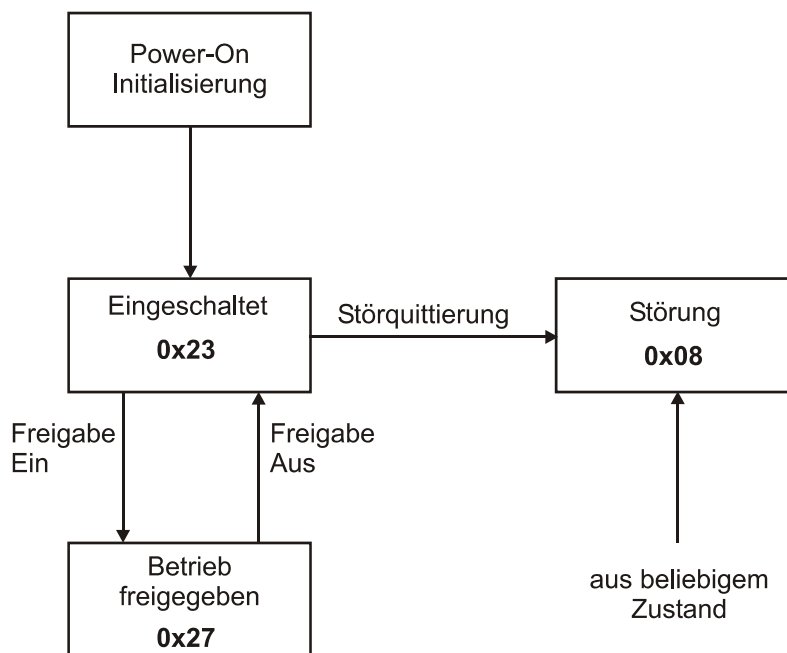 Power-On
Initialisierung
Eingeschaltet
0x23
Störquittierung
Störung
0x08
Freigabe
Ein
Freigabe
Aus
Betrieb
freigegeben
0x27
aus beliebigem
Zustand